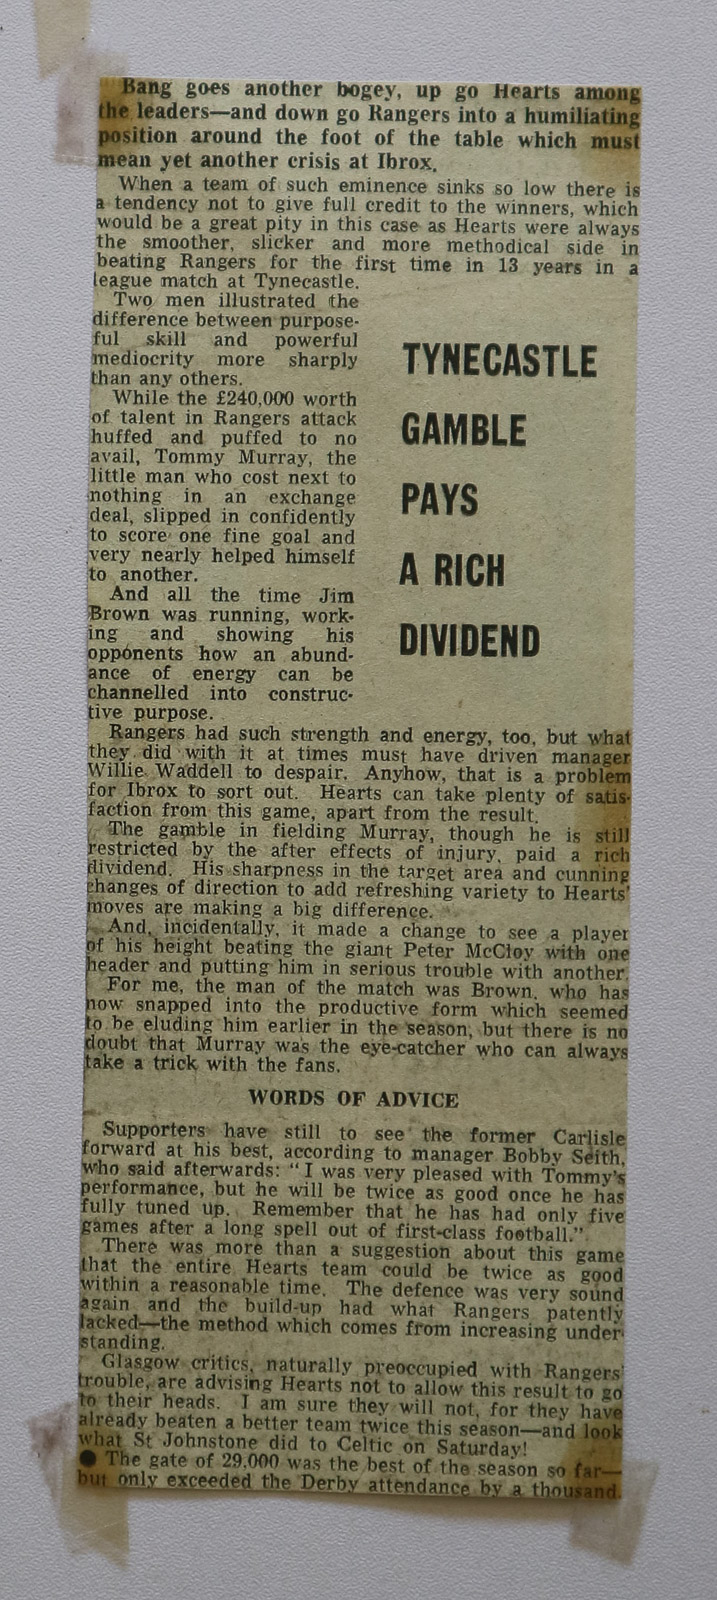 Bang goes another bogey, up go Hearts among
the leaders—and down go Rangers into a humiliating
position around the foot of the table which must
mean yet another crisis at Ibrox.
When a team of such eminence sinks so low there is
a tendency not to give full credit to the winners, which
would be a great pity in this case as Hearts were always
the smoother, slicker and more methodical side in
beating Rangers for the first time in 13 years in a
league match at Tynecastle.
Two men illustrated the
difference between purpose-
ful skill and powerful
mediocrity more sharply
than any others.
While the £240,000 worth
of talent in Rangers attack
huffed and puffed to no
avail, Tommy Murray, the
little man who cost next to
nothing in an exchange
deal, slipped in confidently
to score one fine goal and
very nearly helped himself
to another.
And all the time Jim
Brown was running, work-
ing and showing his
opponents how an abund-
ance of energy can be
channelled into construc-
tive purpose.
TYNECASTLE
GAMBLE
PAYS
A RICH
DIVIDEND
Rangers had such strength and energy, too, but what
they did with it at times must have driven manager
Willie Waddell to despair. Anyhow, that is a problem
for Ibrox to sort out. Hearts can take plenty of satis-
faction from this game, apart from the result.
The gamble in fielding Murray, though he is still
restricted by the after effects of injury, paid a rich
dividend. His sharpness in the target area and cunning
changes of direction to add refreshing variety to Hearts'
moves are making a big difference.
And, incidentally, it made a change to see a player
of his height beating the giant Peter McCloy with one
header and putting him in serious trouble with another.
For me, the man of the match was Brown, who has
now snapped into the productive form which seemed
to be eluding him earlier in the season, but there is no
doubt that Murray was the eye-catcher who can always
take a trick with the fans.
WORDS OF ADVICE
Supporters have still to see the former Carlisle
forward at his best, according to manager Bobby Seith,
who said afterwards: "I was very pleased with Tommy's
performance, but he will be twice as good once he has
fully tuned up. Remember that he has had only five
games after a long spell out of first-class football."
There was more than a suggestion about this game
that the entire Hearts team could be twice as good
within a reasonable time. The defence was very sound
again and the build-up had what Rangers patently
lacked—the method which comes from increasing under-
standing.
Glasgow critics, naturally preoccupied with Rangers'
trouble, are advising Hearts not to allow this result to go
to their heads. I am sure they will not, for they have
already beaten a better team twice this season—and look
what St Johnstone did to Celtic on Saturday!
● The gate of 29,000 was the best of the season so far—
but only exceeded the Derby attendance by a thousand.